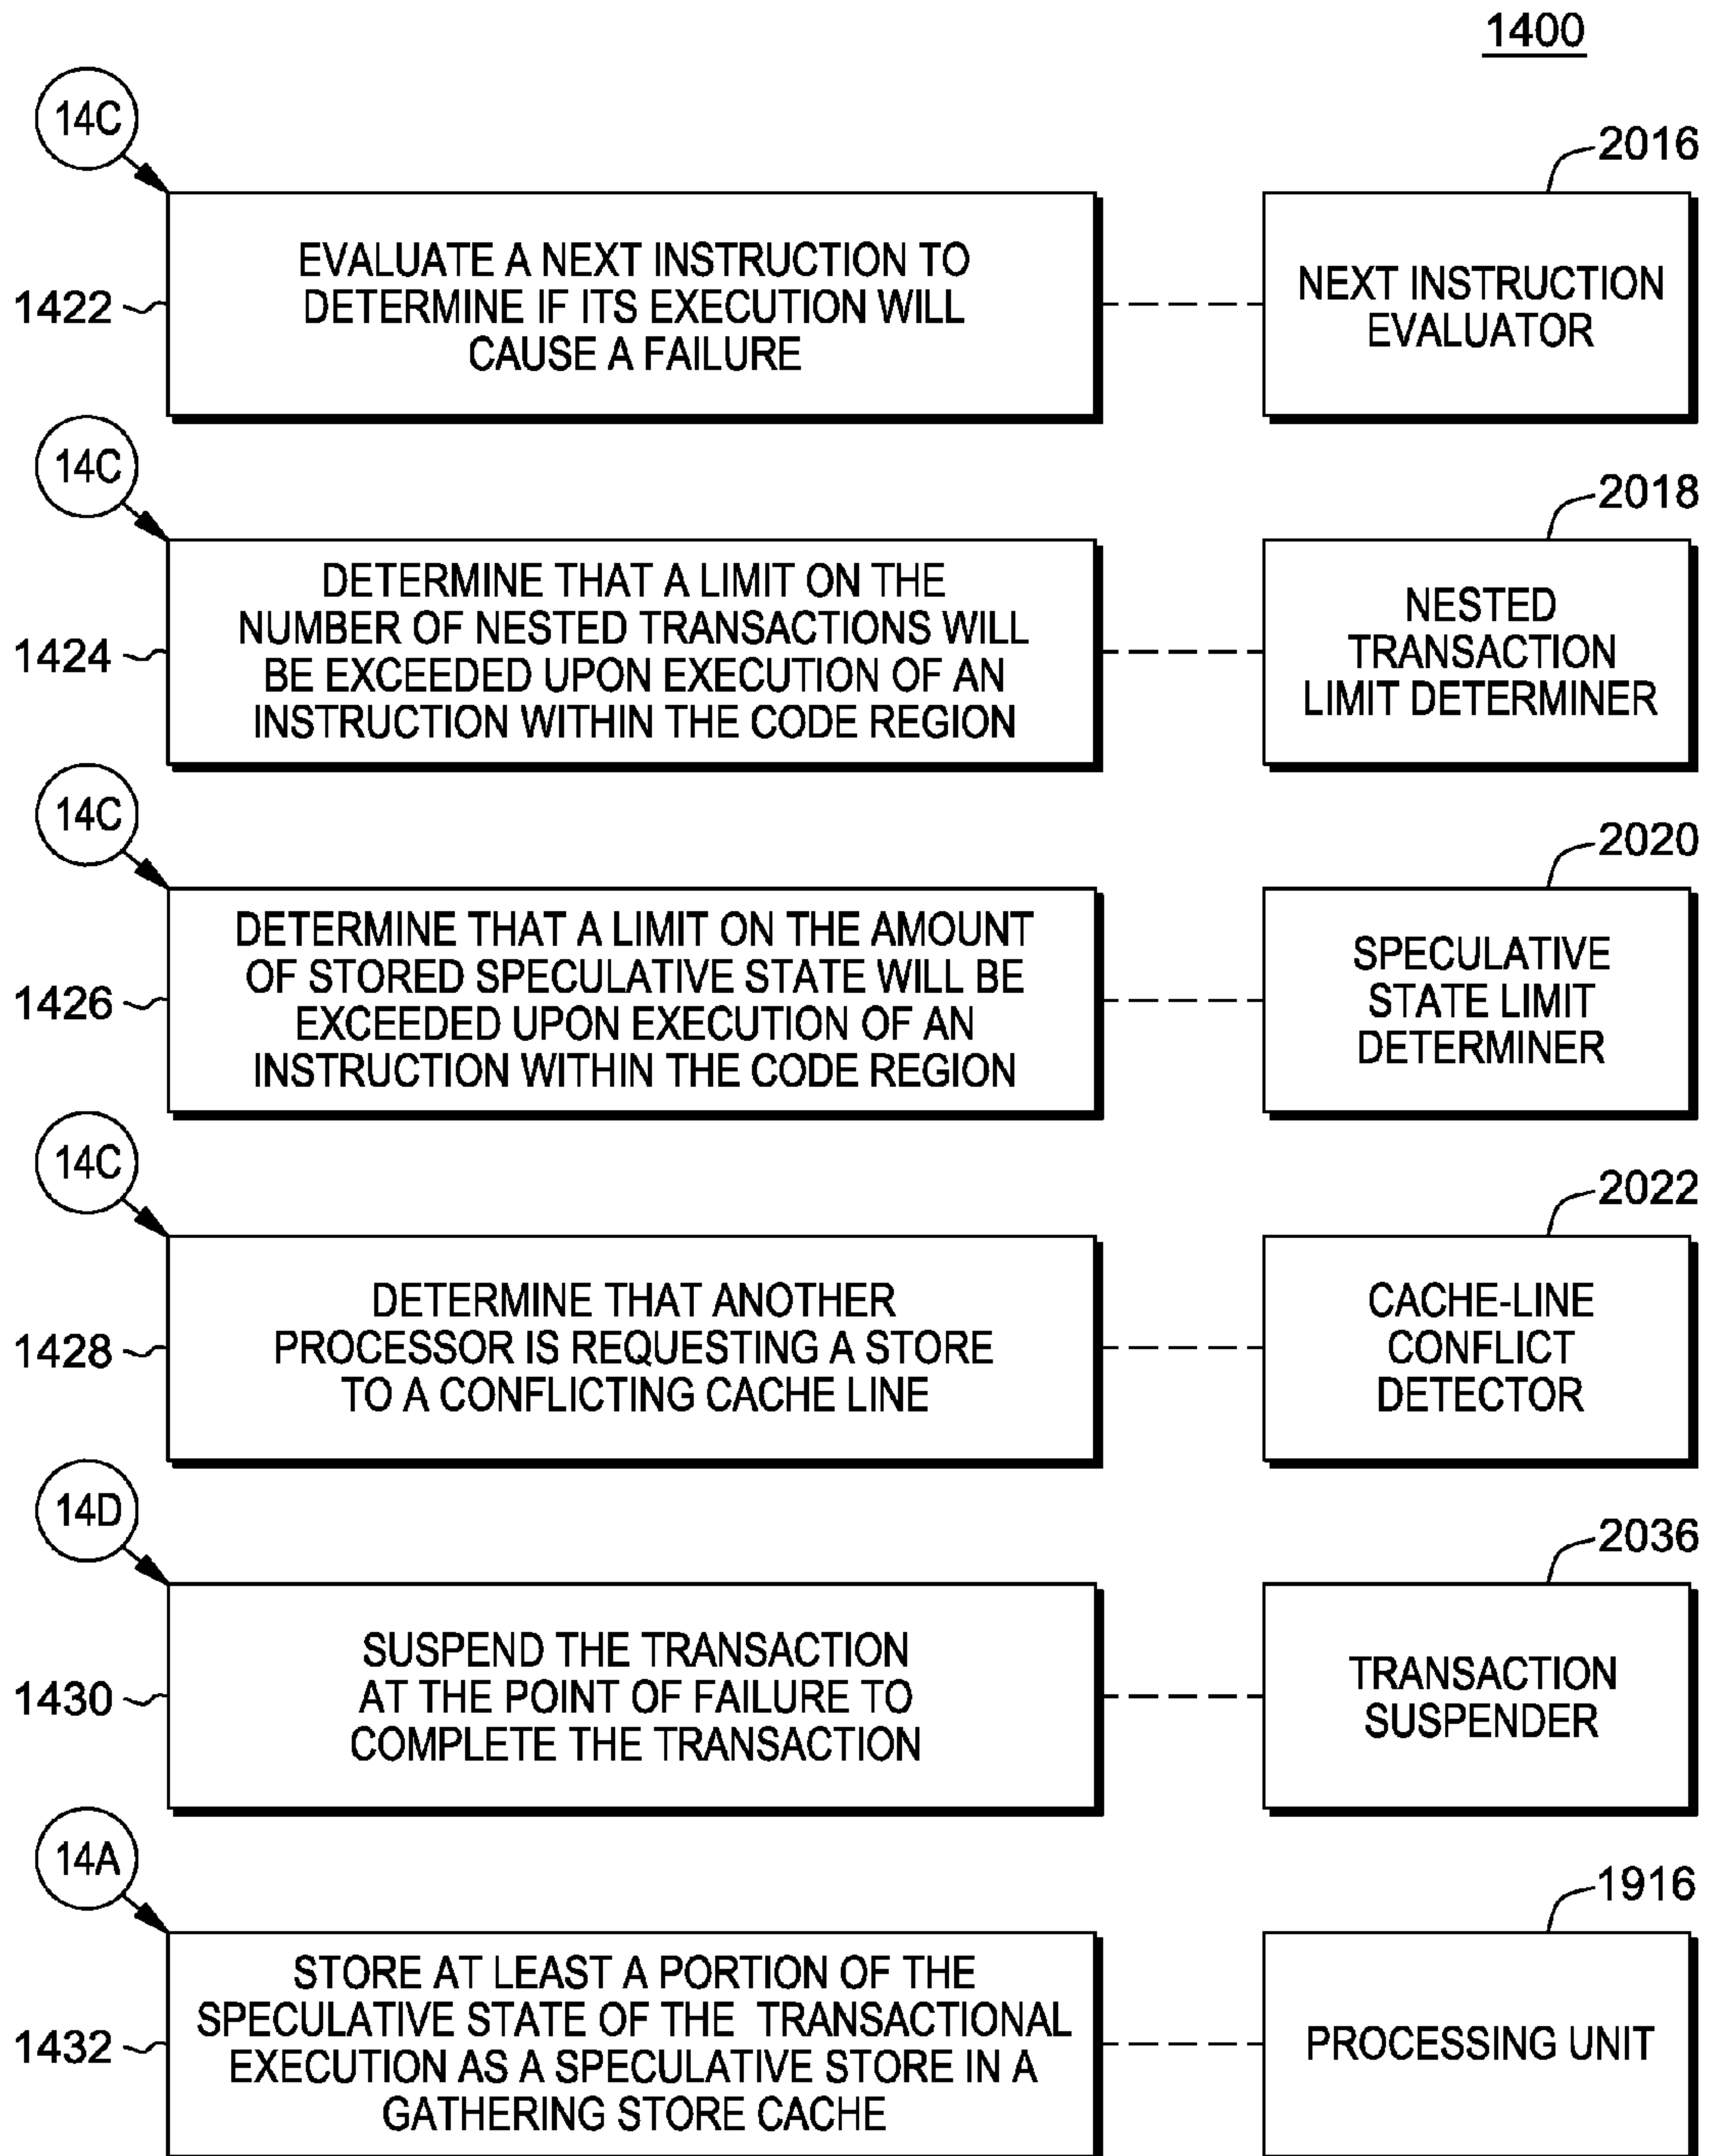 1400
14C
2016
1422
EVALUATE A NEXT INSTRUCTION TO
DETERMINE IF ITS EXECUTION WILL
CAUSE A FAILURE
NEXT INSTRUCTION
EVALUATOR
14C
2018
1424
DETERMINE THAT A LIMIT ON THE
NUMBER OF NESTED TRANSACTIONS WILL
BE EXCEEDED UPON EXECUTION OF AN
INSTRUCTION WITHIN THE CODE REGION
NESTED
TRANSACTION
LIMIT DETERMINER
14C
2020
1426
DETERMINE THAT A LIMIT ON THE AMOUNT
OF STORED SPECULATIVE STATE WILL BE
EXCEEDED UPON EXECUTION OF AN
INSTRUCTION WITHIN THE CODE REGION
SPECULATIVE
STATE LIMIT
DETERMINER
14C
2022
1428
DETERMINE THAT ANOTHER
PROCESSOR IS REQUESTING A STORE
TO A CONFLICTING CACHE LINE
CACHE-LINE
CONFLICT
DETECTOR
14D
2036
1430
SUSPEND THE TRANSACTION
AT THE POINT OF FAILURE TO
COMPLETE THE TRANSACTION
TRANSACTION
SUSPENDER
14A
1916
1432
STORE AT LEAST A PORTION OF THE
SPECULATIVE STATE OF THE TRANSACTIONAL
EXECUTION AS A SPECULATIVE STORE IN A
GATHERING STORE CACHE
PROCESSING UNIT